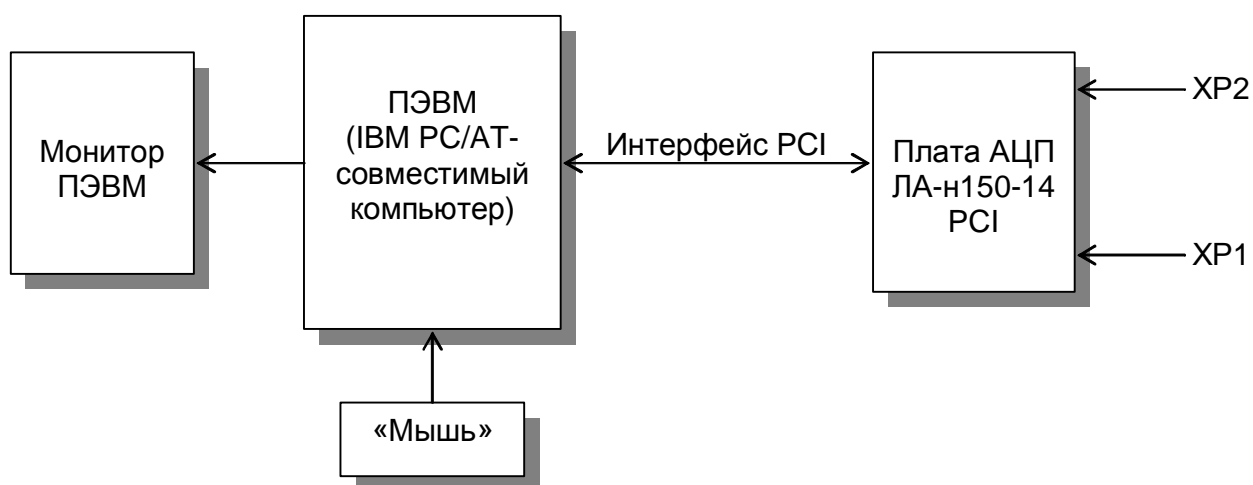 Монитор
ПЭВМ
ПЭВМ
(IBM PC/AT-
совместимый
компьютер)
Интерфейс PCI
Плата АЦП
ЛА-н150-14
PCI
XP2
XP1
«Мышь»